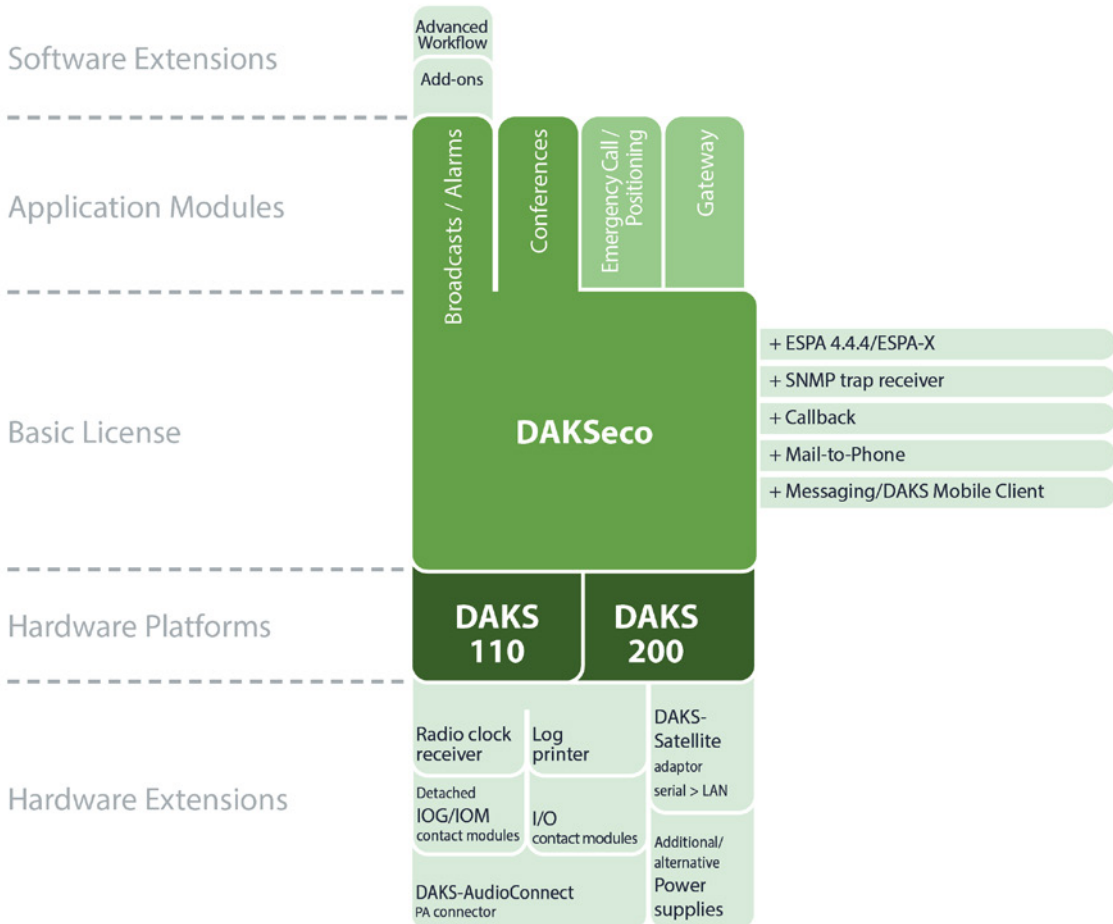 Software Extensions
Advanced
Workflow
Add-ons
Application Modules
Broadcasts / Alarms
Conferences
Emergency Call /
Positioning
Gateway
Basic License
DAKSeco
+ ESPA 4.4.4/ESPA-X
+ SNMP trap receiver
+ Callback
+ Mail-to-Phone
+ Messaging/DAKS Mobile Client
Hardware Platforms
DAKS
110
DAKS
200
Hardware Extensions
Radio clock
receiver
Log
printer
DAKS-
Satellite
adaptor
serial > LAN
Detached
IOG/IOM
contact modules
I/O
contact modules
Additional/
alternative
Power
supplies
DAKS-AudioConnect
PA connector